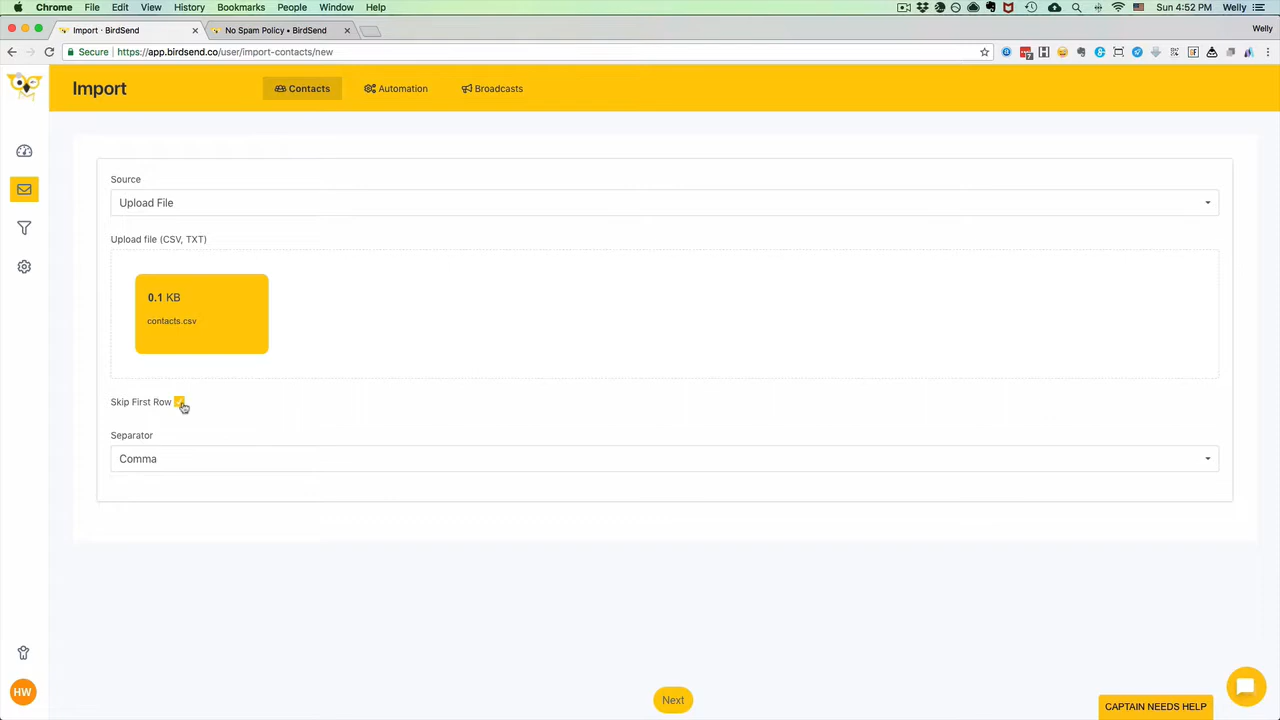 Chrome File Edit View History Bookmarks People Window Help Sun 4:52 PM Welly
Import · BirdSend No Spam Policy • BirdSend Welly
Secure https://app.birdsend.co/user/import-contacts/new
Import Contacts Automation Broadcasts
Source
Upload File
Upload file (CSV, TXT)
0.1 KB
contacts.csv
Skip First Row
Separator
Comma
HW
Next
CAPTAIN NEEDS HELP